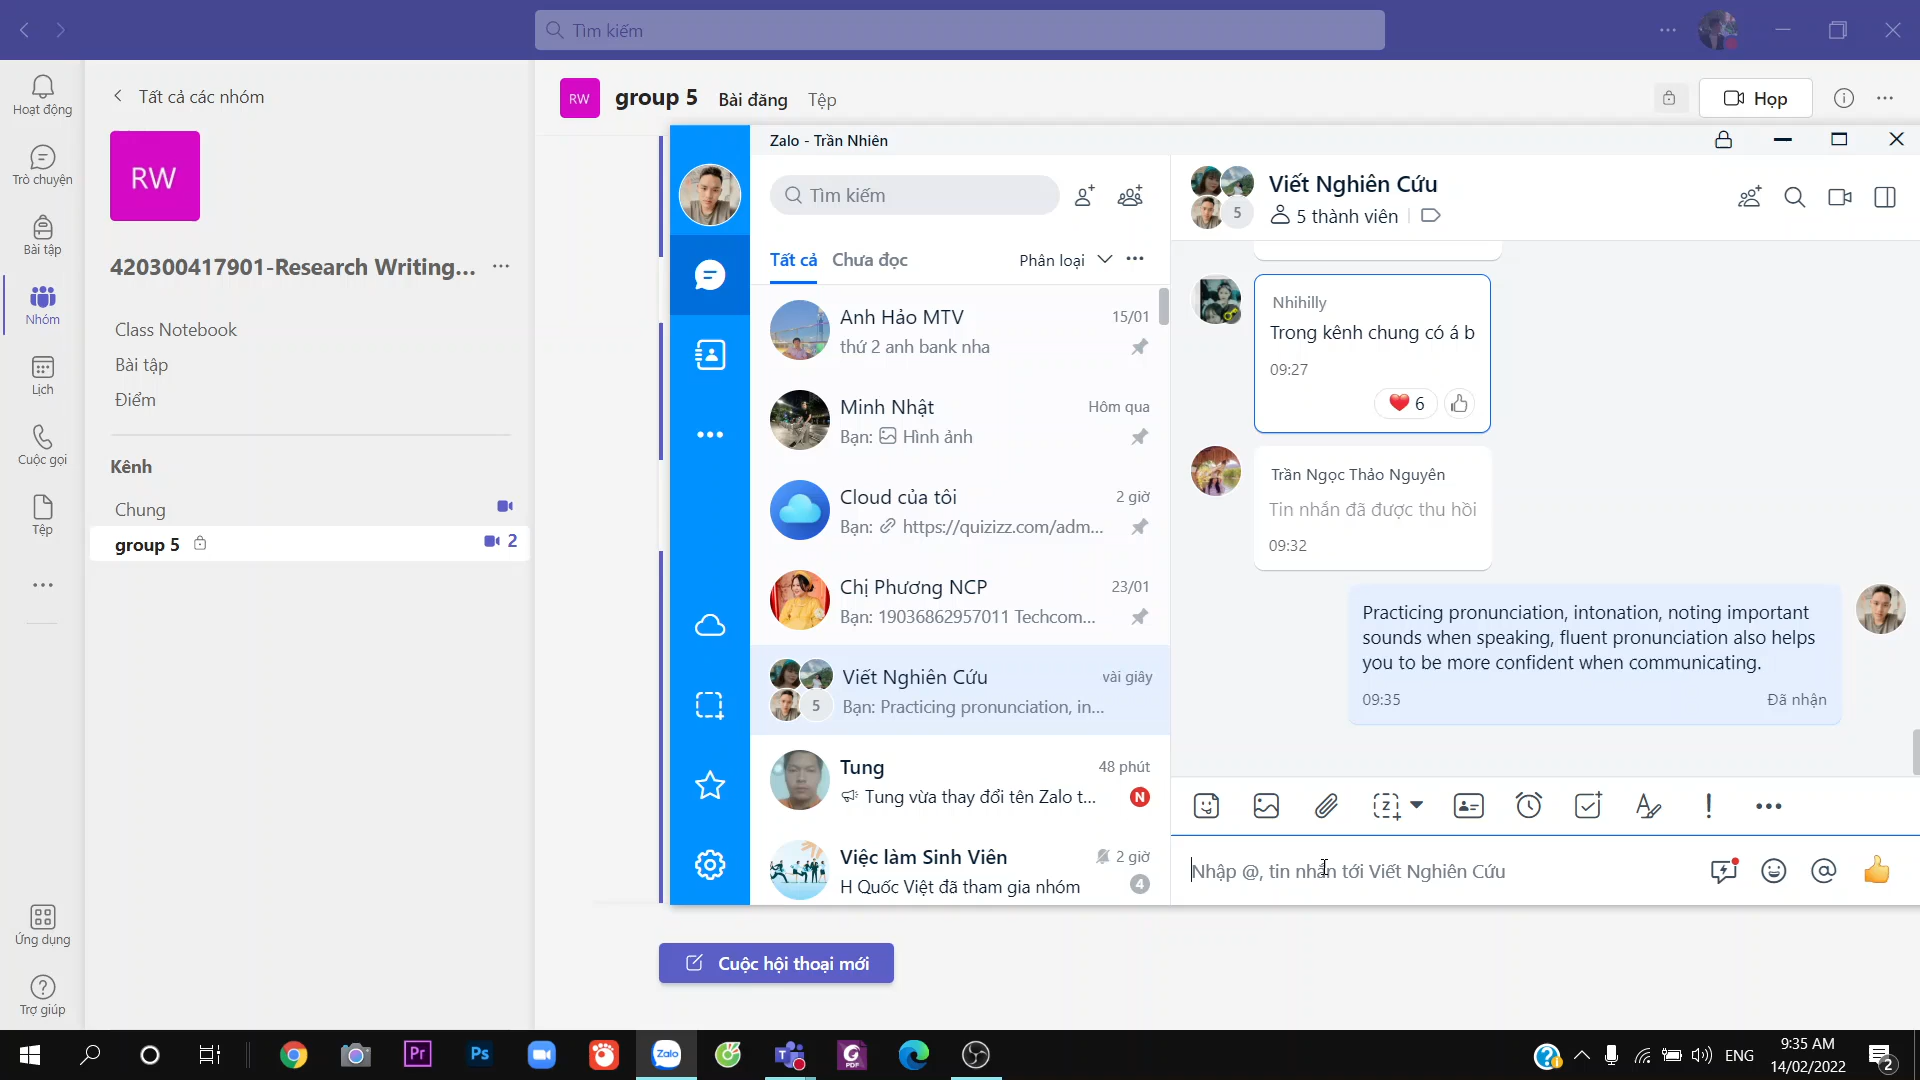 Tìm kiếm
Hoạt động
Trò chuyện
Bài tập
Nhóm
Lịch
Cuộc gọi
Tệp
Ứng dụng
Trợ giúp
Tất cả các nhóm
RW
420300417901-Research Writing...
Class Notebook
Bài tập
Điểm
Kênh
Chung
group 5
2
RW
group 5
Bài đăng
Tệp
Họp
Zalo - Trần Nhiên
Tìm kiếm
Tất cả
Chưa đọc
Phân loại
Anh Hảo MTV
15/01
thứ 2 anh bank nha
Minh Nhật
Hôm qua
Bạn: Hình ảnh
Cloud của tôi
2 giờ
Bạn: https://quizizz.com/adm...
Chị Phương NCP
23/01
Bạn: 19036862957011 Techcom...
Viết Nghiên Cứu
vài giây
5
Bạn: Practicing pronunciation, in...
Tung
48 phút
Tung vừa thay đổi tên Zalo t...
N
Việc làm Sinh Viên
2 giờ
H Quốc Việt đã tham gia nhóm
4
Viết Nghiên Cứu
5
5 thành viên
Nhihilly
Trong kênh chung có á b
09:27
6
Trần Ngọc Thảo Nguyên
Tin nhắn đã được thu hồi
09:32
Practicing pronunciation, intonation, noting important
sounds when speaking, fluent pronunciation also helps
you to be more confident when communicating.
09:35
Đã nhận
Nhập @, tin nhắn tới Viết Nghiên Cứu
Cuộc hội thoại mới
Pr
Ps
Zalo
PDF
ENG
9:35 AM
14/02/2022
2